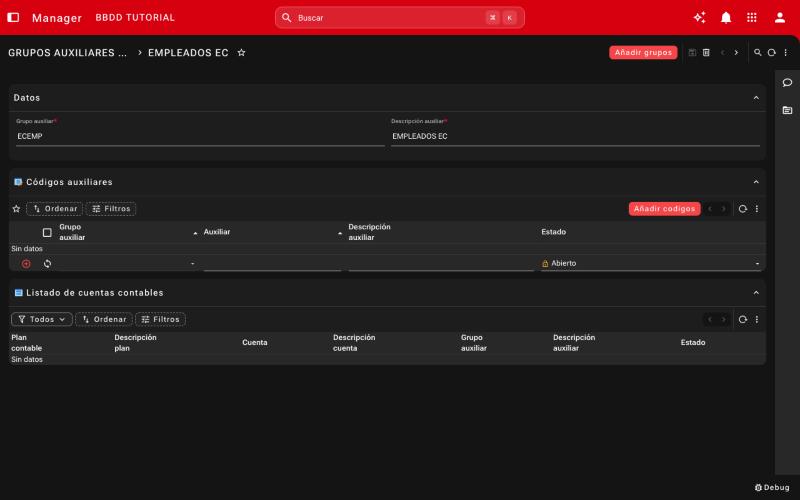 Manager BBDD TUTORIAL Buscar ⌘ K
GRUPOS AUXILIARES ... > EMPLEADOS EC Añadir grupos
Datos
Grupo auxiliar* Descripción auxiliar*
ECEMP EMPLEADOS EC
Códigos auxiliares
Ordenar Filtros Añadir codigos
Grupo auxiliar Auxiliar Descripción auxiliar Estado
Sin datos
Abierto
Listado de cuentas contables
Todos Ordenar Filtros
Plan contable Descripción plan Cuenta Descripción cuenta Grupo auxiliar Descripción auxiliar Estado
Sin datos
Debug